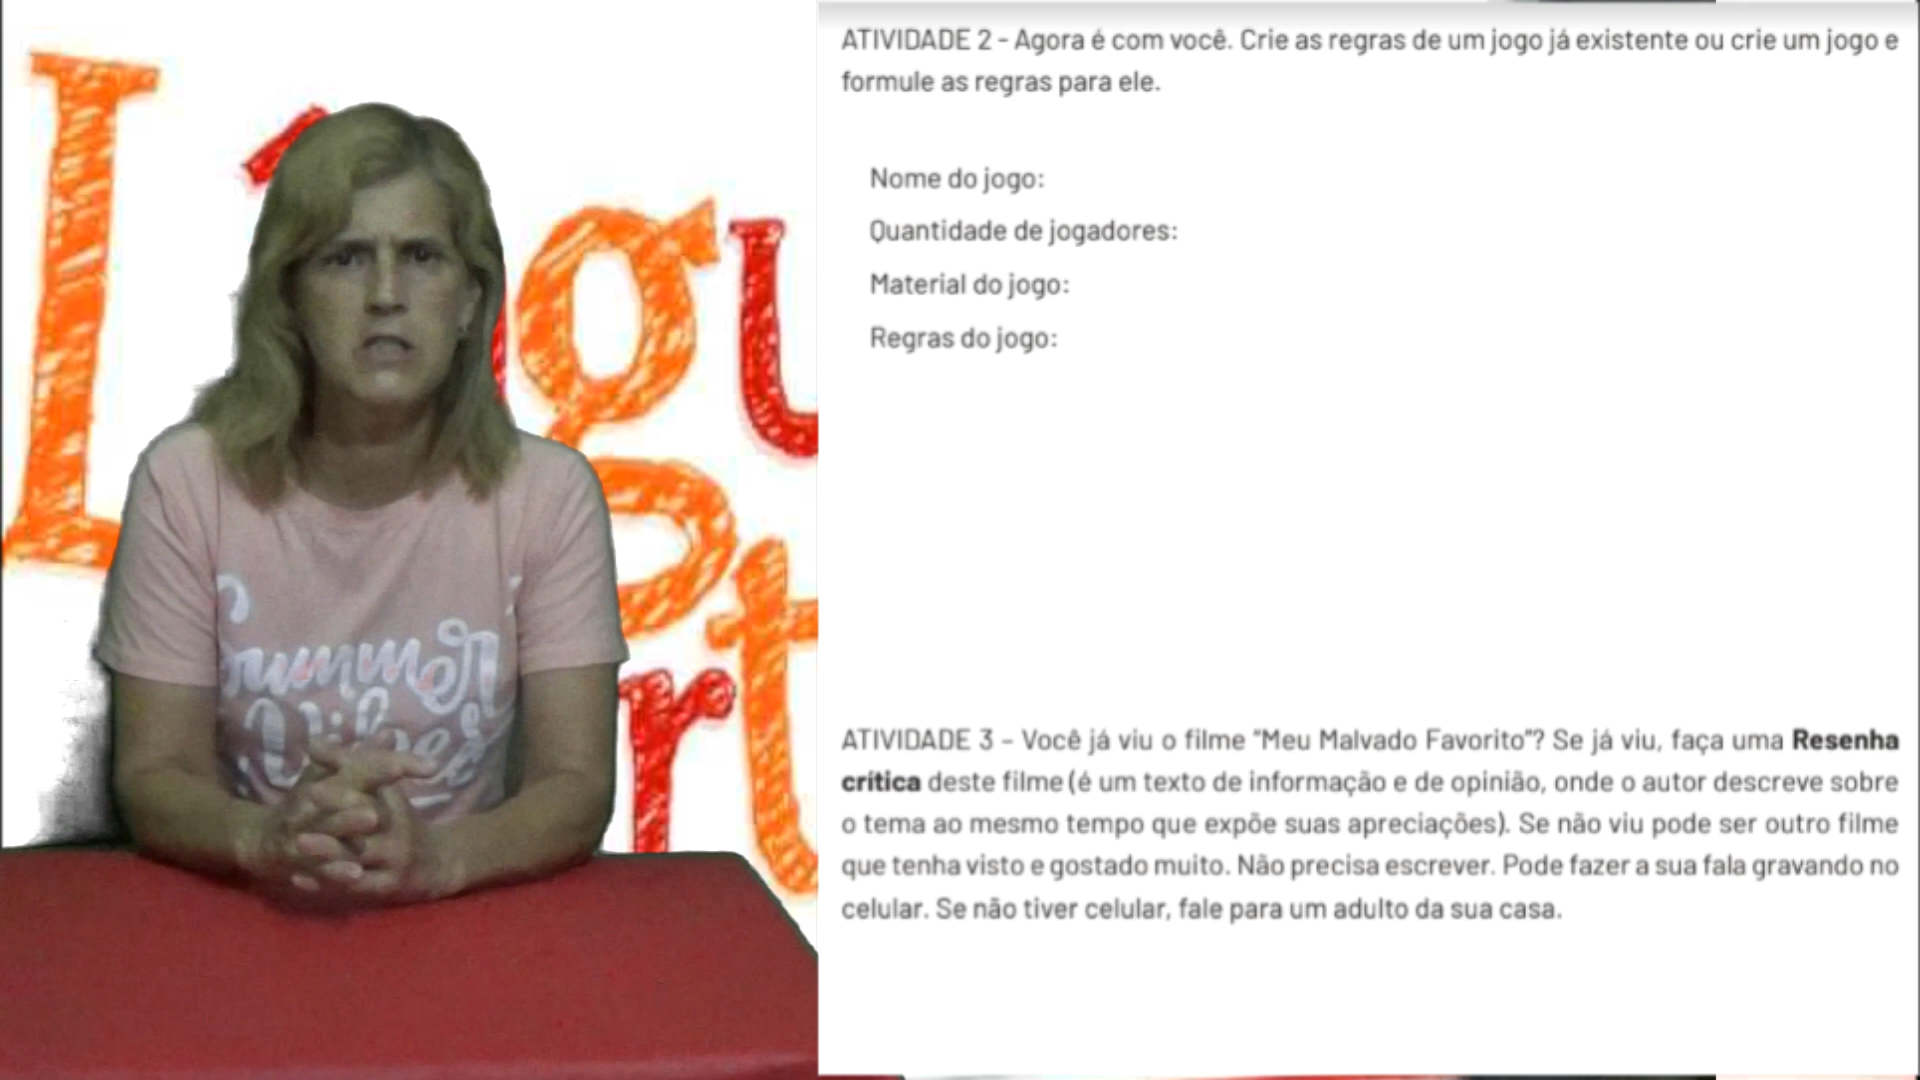 Língu
Port
Summer
Vibes
ATIVIDADE 2 - Agora é com você. Crie as regras de um jogo já existente ou crie um jogo e
formule as regras para ele.
Nome do jogo:
Quantidade de jogadores:
Material do jogo:
Regras do jogo:
ATIVIDADE 3 – Você já viu o filme “Meu Malvado Favorito”? Se já viu, faça uma Resenha
crítica deste filme (é um texto de informação e de opinião, onde o autor descreve sobre
o tema ao mesmo tempo que expõe suas apreciações). Se não viu pode ser outro filme
que tenha visto e gostado muito. Não precisa escrever. Pode fazer a sua fala gravando no
celular. Se não tiver celular, fale para um adulto da sua casa.